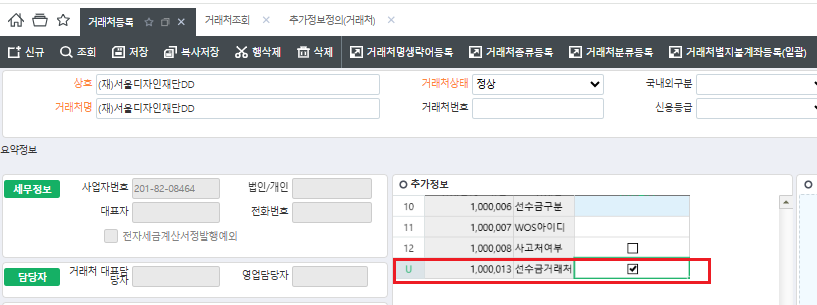 거래처등록 거래처조회 추가정보정의(거래처)
신규 조회 저장 복사저장 행삭제 삭제 거래처명생략어등록 거래처종류등록 거래처분류등록 거래처별지불계좌등록(일괄)
상호 (재)서울디자인재단DD 거래처상태 정상 국내외구분
거래처명 (재)서울디자인재단DD 거래처번호 신용등급
요약정보
세무정보 사업자번호 201-82-08464 법인/개인
대표자 전화번호
전자세금계산서정발행예외
담당자 거래처 대표담당자 영업담당자
추가정보
10 1,000,006 선수금구분
11 1,000,007 WOS아이디
12 1,000,008 사고처여부
U 1,000,013 선수금거래처